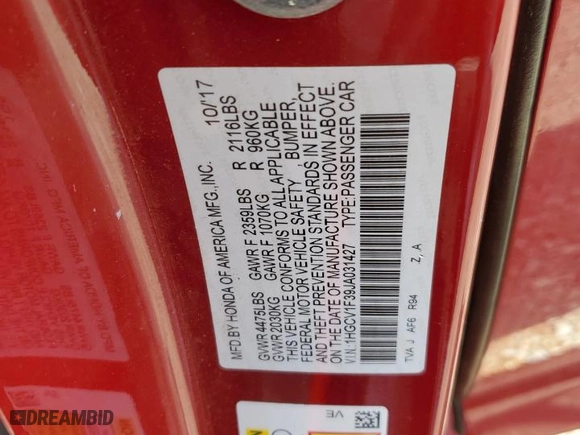 MFD BY HONDA OF AMERICA MFG.,INC. 10/'17
GVWR 4475LBS GAWR F 2359LBS R 2116LBS
GVWR 2030KG GAWR F 1070KG R 960KG
THIS VEHICLE CONFORMS TO ALL APPLICABLE
FEDERAL MOTOR VEHICLE SAFETY , BUMPER,
AND THEFT PREVENTION STANDARDS IN EFFECT
ON THE DATE OF MANUFACTURE SHOWN ABOVE.
V.I.N. :1HGCV1F39JA031427 TYPE:PASSENGER CAR
TVA J AF6 R94 Z, A
VE
DREAMBID